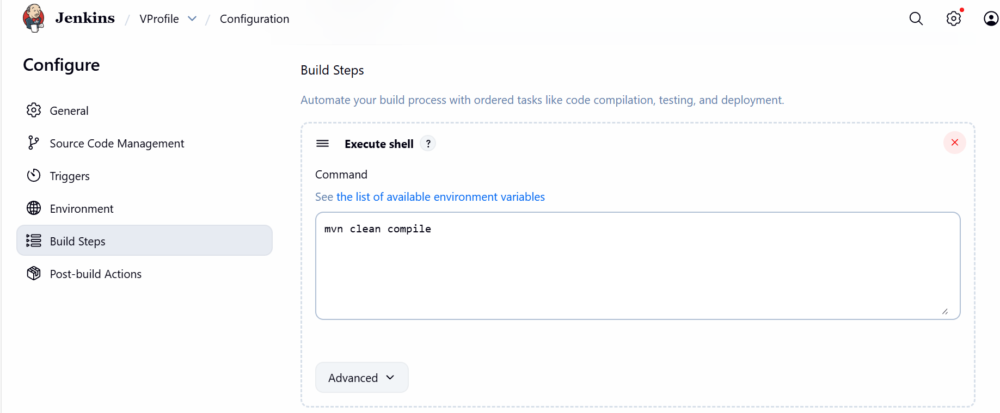 Jenkins / VProfile / Configuration
Configure
General
Source Code Management
Triggers
Environment
Build Steps
Post-build Actions
Build Steps
Automate your build process with ordered tasks like code compilation, testing, and deployment.
Execute shell ?
Command
See the list of available environment variables
mvn clean compile
Advanced